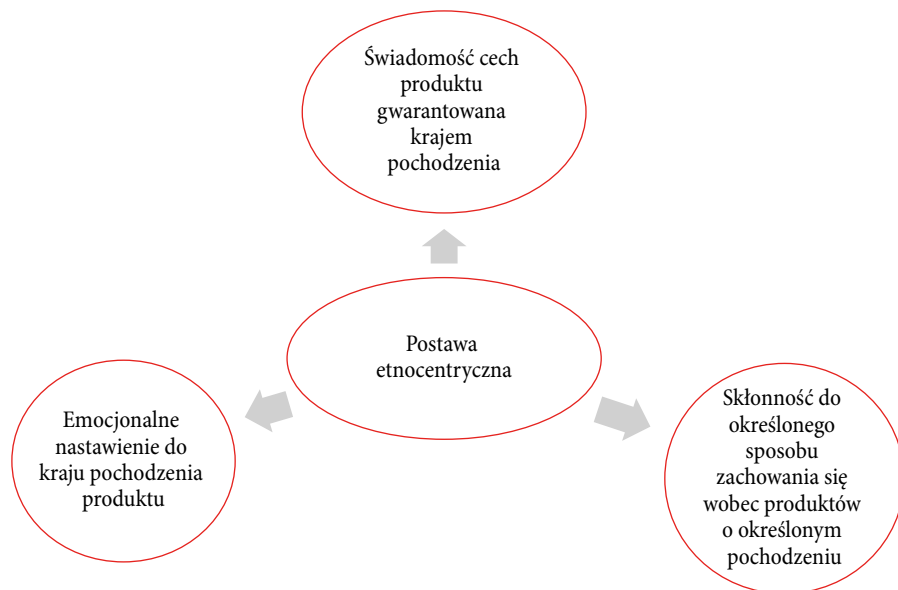 Świadomość cech
produktu
gwarantowana
krajem
pochodzenia
Postawa
etnocentryczna
Emocjonalne
nastawienie do
kraju pochodzenia
produktu
Skłonność do
określonego
sposobu
zachowania się
wobec produktów
o określonym
pochodzeniu